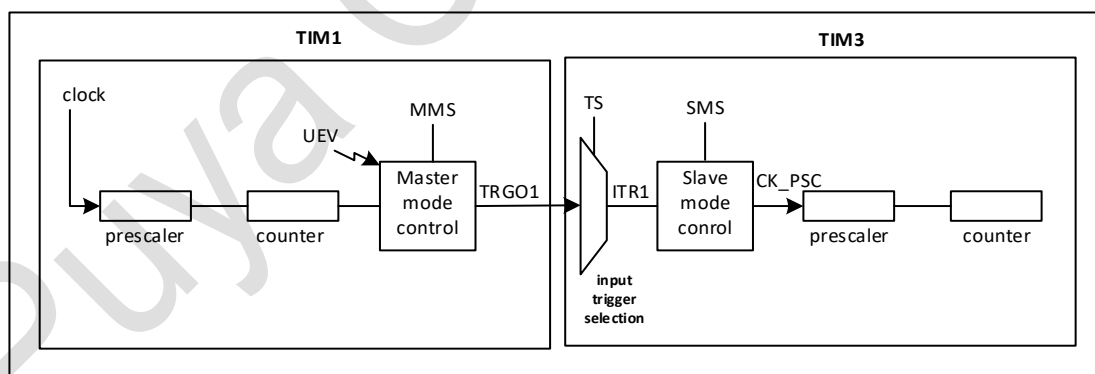 TIM1
TIM3
clock
MMS
UEV
Master
mode
control
TRGO1
prescaler
counter
TS
SMS
ITR1
Slave
mode
conrol
CK_PSC
prescaler
counter
input
trigger
selection
Puya